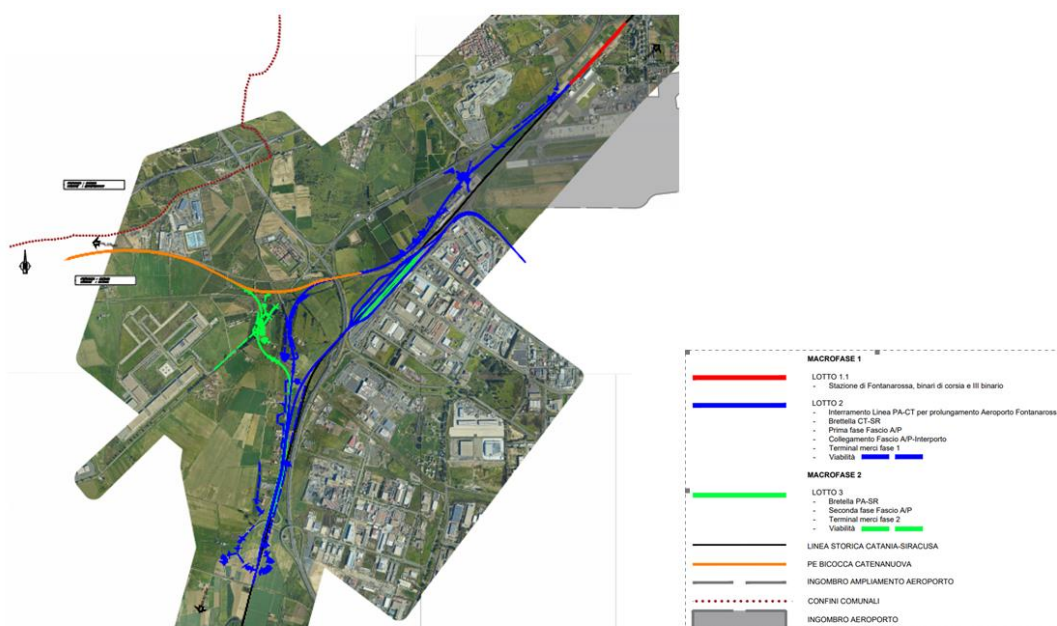 MACROFASE 1
LOTTO 1.1
- Stazione di Fontanarossa, binari di corsia e III binario
LOTTO 2
- Interramento Linea PA-CT per prolungamento Aeroporto Fontanaross
- Brettella CT-SR
- Prima fase Fascio A/P
- Collegamento Fascio A/P-Interporto
- Terminal merci fase 1
- Viabilità
MACROFASE 2
LOTTO 3
- Bretella PA-SR
- Seconda fase Fascio A/P
- Terminal merci fase 2
- Viabilità
LINEA STORICA CATANIA-SIRACUSA
PE BICOCCA CATENANUOVA
INGOMBRO AMPLIAMENTO AEROPORTO
CONFINI COMUNALI
INGOMBRO AEROPORTO